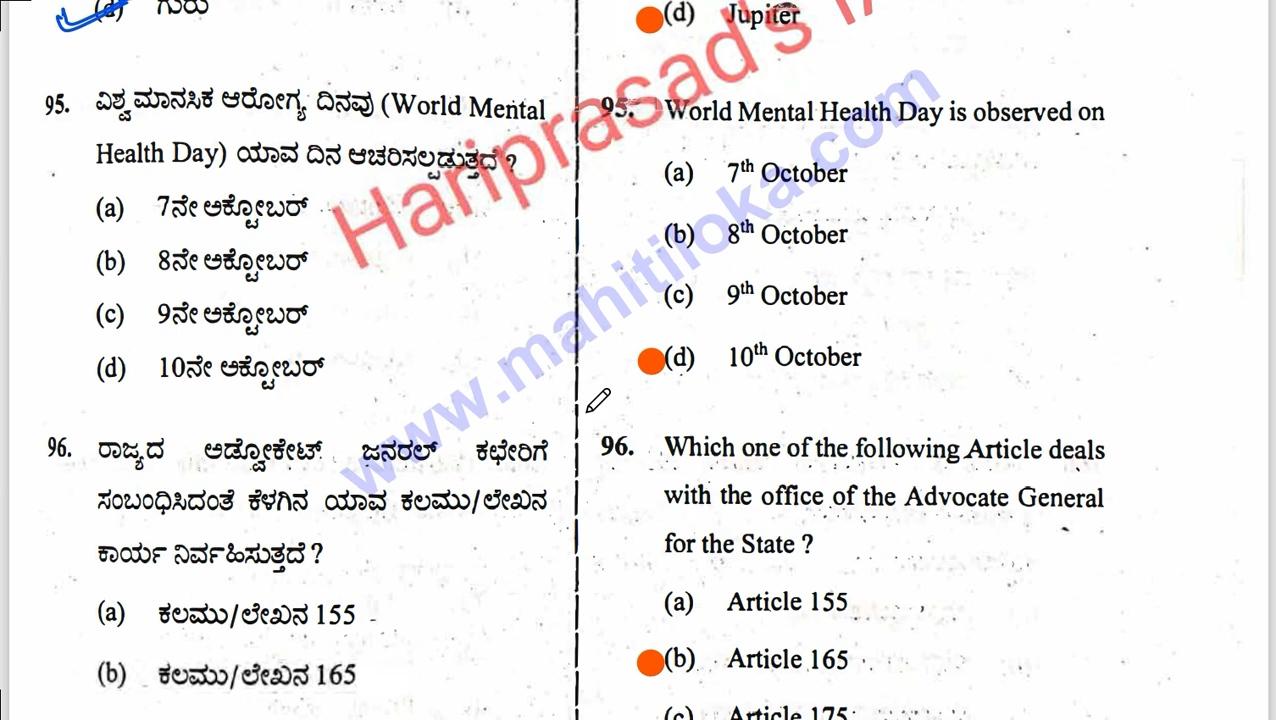 (d) ಗುರು
95. ವಿಶ್ವ ಮಾನಸಿಕ ಆರೋಗ್ಯ ದಿನವು (World Mental
Health Day) ಯಾವ ದಿನ ಆಚರಿಸಲ್ಪಡುತ್ತದೆ ?
(a) 7ನೇ ಅಕ್ಟೋಬರ್
(b) 8ನೇ ಅಕ್ಟೋಬರ್
(c) 9ನೇ ಅಕ್ಟೋಬರ್
(d) 10ನೇ ಅಕ್ಟೋಬರ್
96. ರಾಜ್ಯದ ಅಡ್ವೋಕೇಟ್ ಜನರಲ್ ಕಛೇರಿಗೆ
ಸಂಬಂಧಿಸಿದಂತೆ ಕೆಳಗಿನ ಯಾವ ಕಲಮು/ಲೇಖನ
ಕಾರ್ಯ ನಿರ್ವಹಿಸುತ್ತದೆ ?
(a) ಕಲಮು/ಲೇಖನ 155
(b) ಕಲಮು/ಲೇಖನ 165
(d) Jupiter
95. World Mental Health Day is observed on
(a) 7th October
(b) 8th October
(c) 9th October
(d) 10th October
96. Which one of the following Article deals
with the office of the Advocate General
for the State ?
(a) Article 155
(b) Article 165
(c) Article 175
Hariprasad's
www.mahitiloka.com